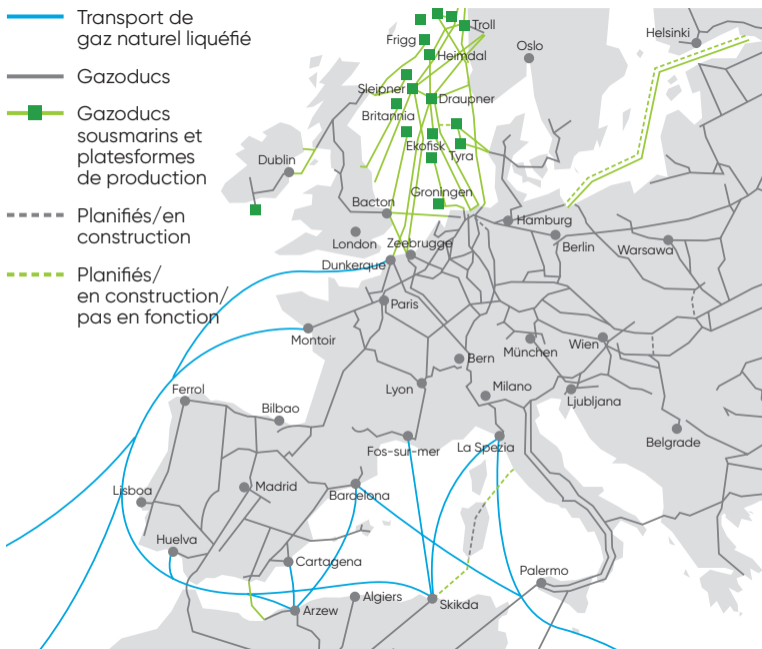 Transport de
gaz naturel liquéfié
Gazoducs
Gazoducs
sousmarins et
platesformes
de production
Planifiés/en
construction
Planifiés/
en construction/
pas en fonction
Troll
Frigg
Heimdal
Oslo
Helsinki
Sleipner
Draupner
Britannia
Ekofisk
Tyra
Dublin
Groningen
Bacton
Hamburg
London
Zeebrugge
Berlin
Warsawa
Dunkerque
Paris
Montoir
Bern
München
Wien
Lyon
Milano
Ljubljana
Ferrol
Bilbao
Belgrade
Fos-sur-mer
La Spezia
Lisboa
Madrid
Barcelona
Huelva
Cartagena
Palermo
Arzew
Algiers
Skikda